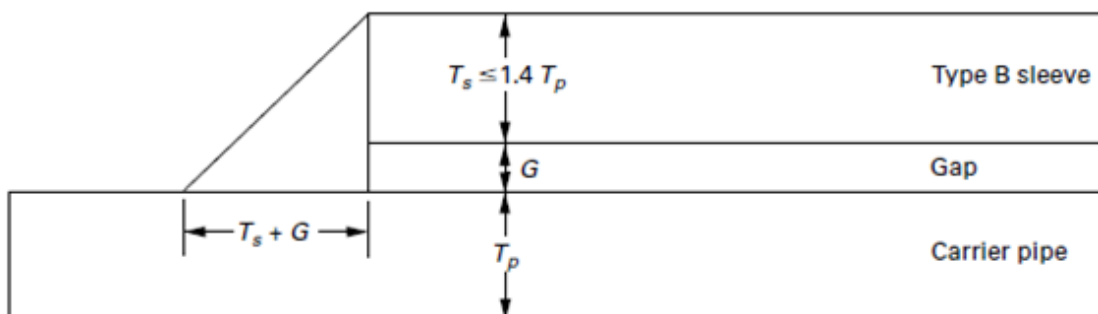 Tₛ ≤ 1.4 Tₚ
Type B sleeve
G
Gap
Tₛ + G
Tₚ
Carrier pipe